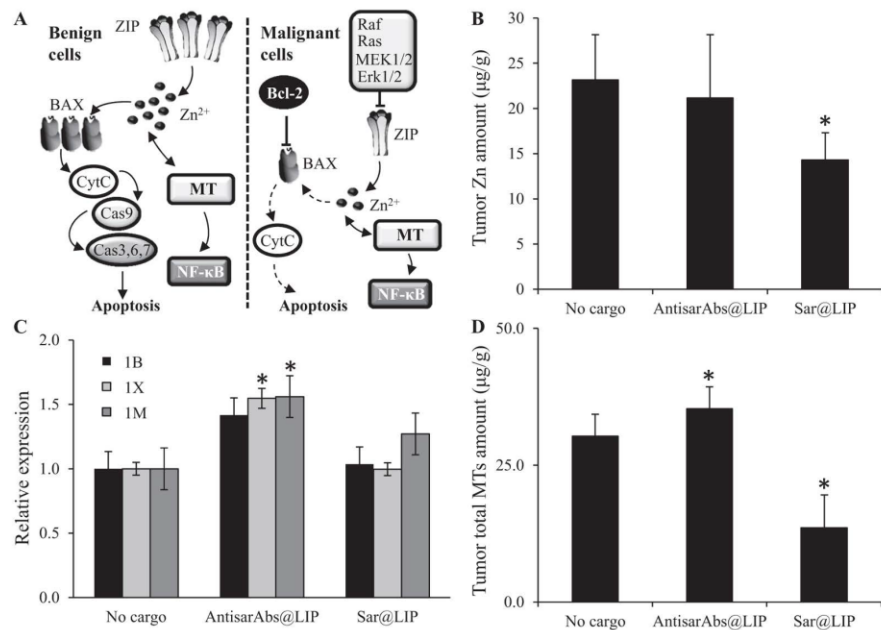 A
Benign
cells
ZIP
BAX
Zn²⁺
CytC
Cas9
Cas3,6,7
MT
NF-κB
Apoptosis
Malignant
cells
Raf
Ras
MEK1/2
Erk1/2
Bcl-2
ZIP
BAX
Zn²⁺
CytC
MT
NF-κB
Apoptosis
B
Tumor Zn amount (µg/g)
30
25
20
15
10
5
0
*
No cargo AntisarAbs@LIP Sar@LIP
C
Relative expression
2.0
1.5
1.0
0.5
0.0
1B
1X
1M
* *
No cargo AntisarAbs@LIP Sar@LIP
D
Tumor total MTs amount (µg/g)
50.0
25.0
0.0
*
*
No cargo AntisarAbs@LIP Sar@LIP